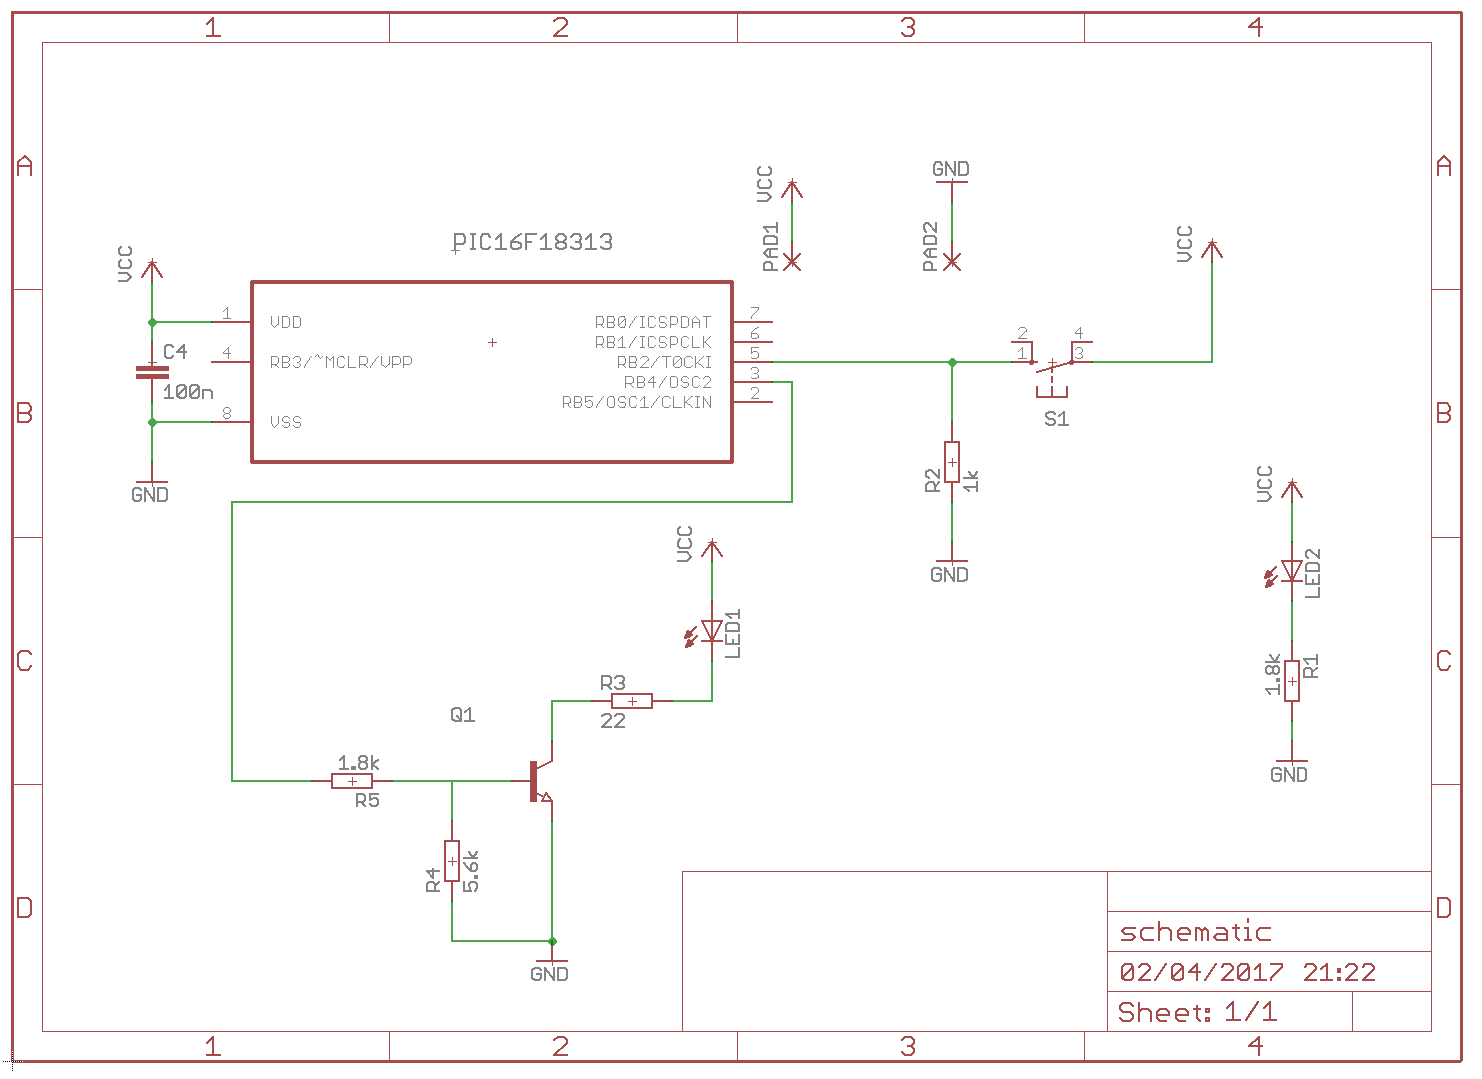 1 2 3 4
A A
GND
VCC
PAD1
PAD2
VCC
PIC16F18313
VCC
1 VDD
RB0/ICSPDAT 7
RB1/ICSPCLK 6
4 RB3/~MCLR/VPP
RB2/T0CKI 5
RB4/OSC2 3
RB5/OSC1/CLKIN 2
8 VSS
C4
100n
GND
2 4
1 3
S1
B B
R2
1k
GND
VCC
LED2
R1
1.8k
GND
VCC
LED1
C C
R3
22
Q1
1.8k
R5
R4
5.6k
GND
D D
schematic
02/04/2017 21:22
Sheet: 1/1
1 2 3 4